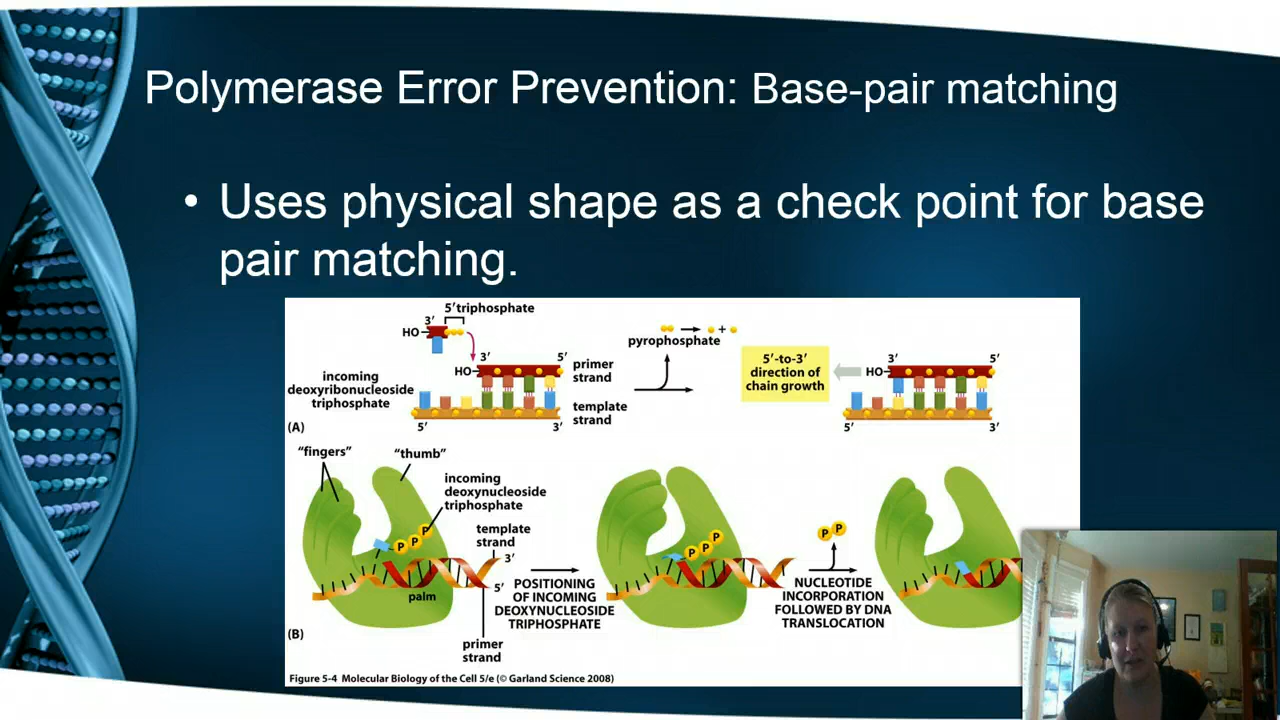 Polymerase Error Prevention: Base-pair matching
• Uses physical shape as a check point for base
pair matching.
5′triphosphate
3′
HO
3′
5′
HO
primer
strand
incoming
deoxyribonucleoside
triphosphate
template
strand
5′
3′
(A)
pyrophosphate
+
5′-to-3′
direction of
chain growth
3′
5′
HO
5′
3′
"fingers"
"thumb"
incoming
deoxynucleoside
triphosphate
P P P
template
strand
3′
5′
palm
primer
strand
(B)
POSITIONING
OF INCOMING
DEOXYNUCLEOSIDE
TRIPHOSPHATE
P P P
P P
NUCLEOTIDE
INCORPORATION
FOLLOWED BY DNA
TRANSLOCATION
Figure 5-4 Molecular Biology of the Cell 5/e (© Garland Science 2008)